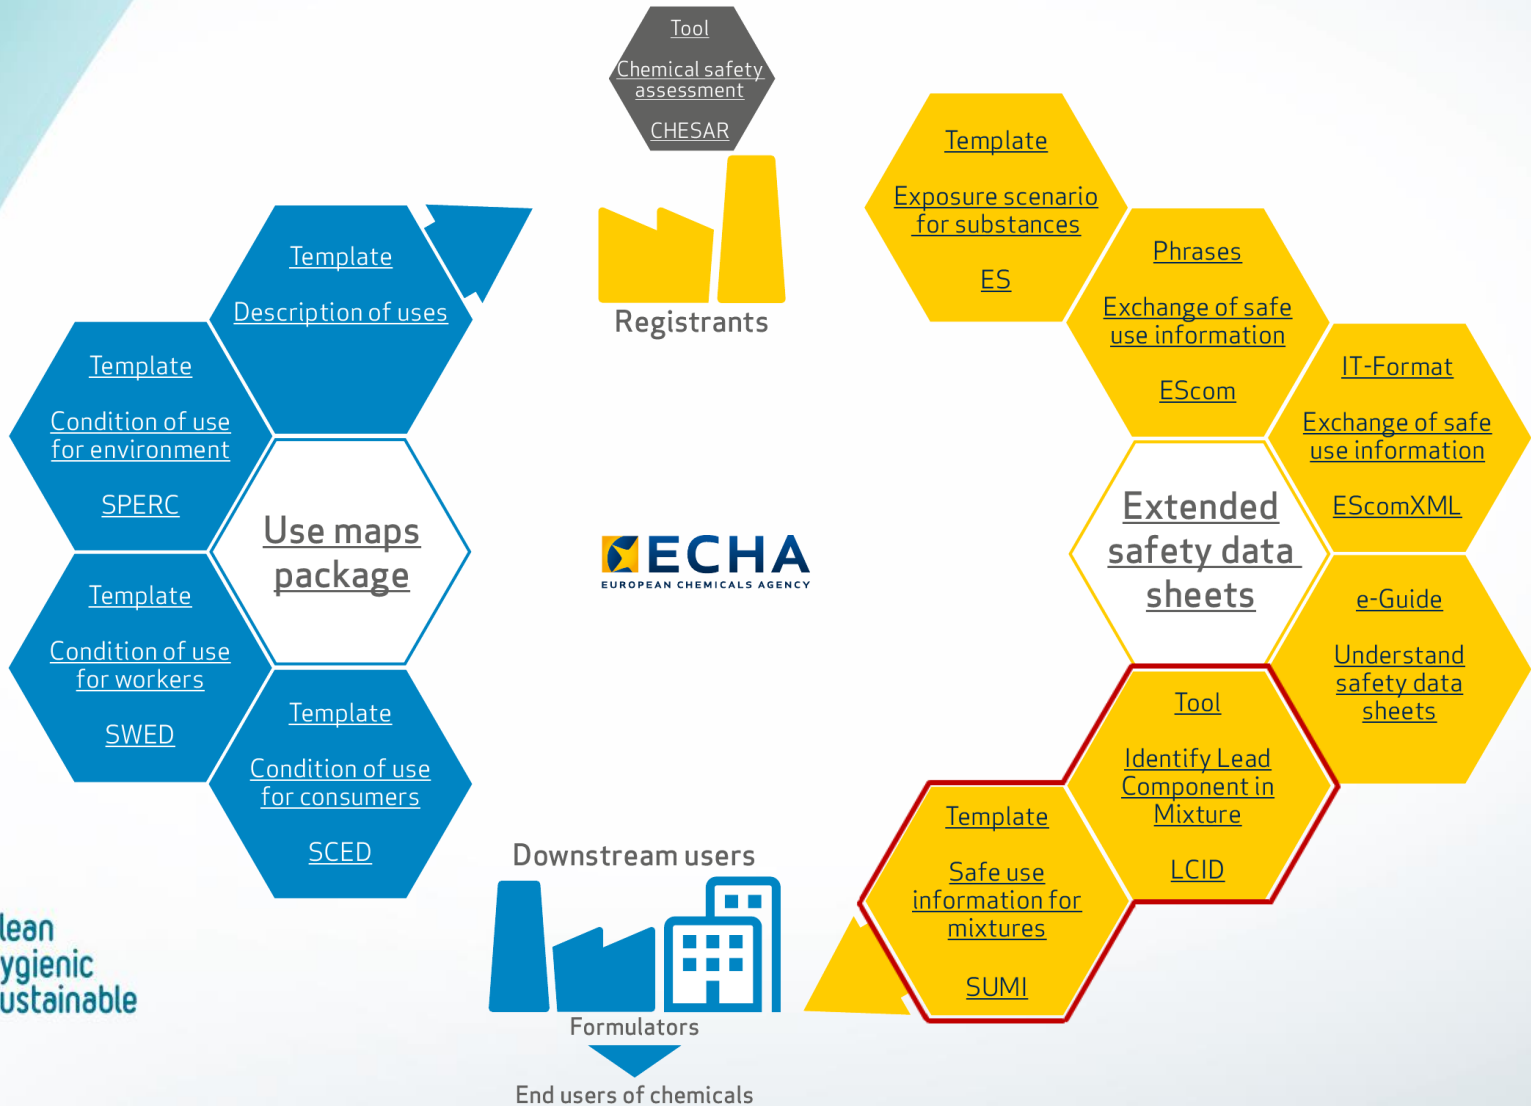 Tool
Chemical safety
assessment
CHESAR
Registrants
Template
Description of uses
Template
Condition of use
for environment
SPERC
Use maps
package
Template
Condition of use
for workers
SWED
Template
Condition of use
for consumers
SCED
ECHA
EUROPEAN CHEMICALS AGENCY
Template
Exposure scenario
for substances
ES
Phrases
Exchange of safe
use information
EScom
IT-Format
Exchange of safe
use information
EScomXML
Extended
safety data
sheets
e-Guide
Understand
safety data
sheets
Tool
Identify Lead
Component in
Mixture
LCID
Template
Safe use
information for
mixtures
SUMI
Downstream users
Formulators
End users of chemicals
lean
ygienic
ustainable